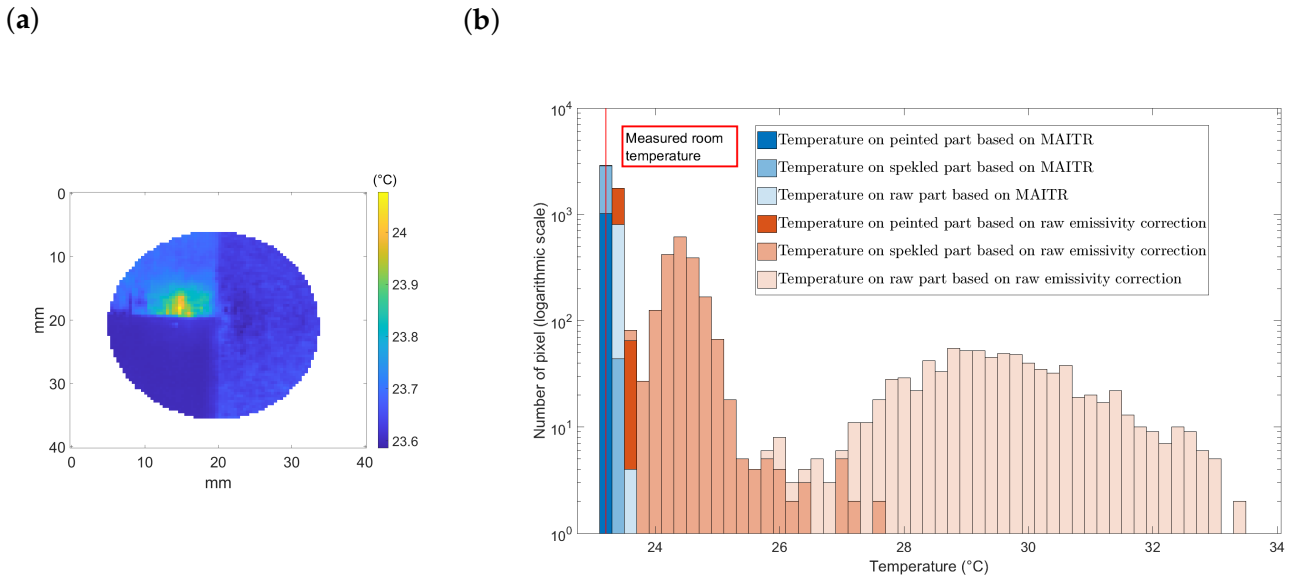 (a)
(b)
(°C)
0
10
20
30
40
mm
0
10
20
30
40
mm
24
23.9
23.8
23.7
23.6
10^4
10^3
10^2
10^1
10^0
Number of pixel (logarithmic scale)
Measured room
temperature
Temperature on peinted part based on MAITR
Temperature on spekled part based on MAITR
Temperature on raw part based on MAITR
Temperature on peinted part based on raw emissivity correction
Temperature on spekled part based on raw emissivity correction
Temperature on raw part based on raw emissivity correction
24
26
28
30
32
34
Temperature (°C)